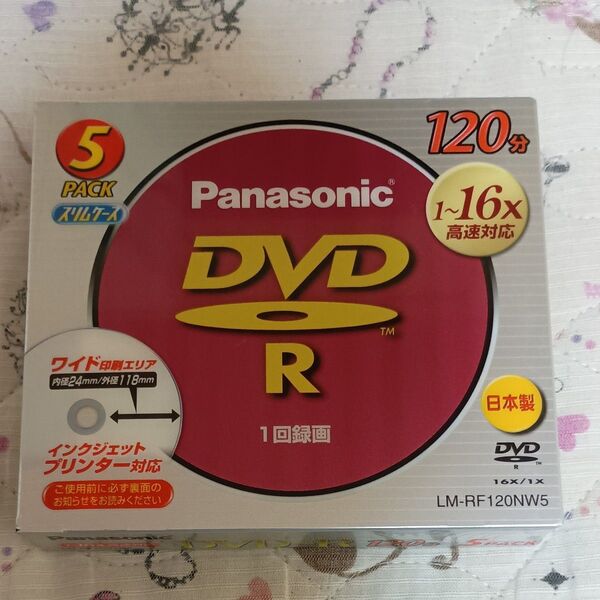 5
PACK
スリムケース
Panasonic®
120分
1~16x
高速対応
DVD
TM
R
1回録画
ワイド印刷エリア
内径24mm/外径118mm
インクジェット
プリンター対応
ご使用前に必ず裏面の
お知らせをお読みください
日本製
DVD
R TM
16X/1X
LM-RF120NW5